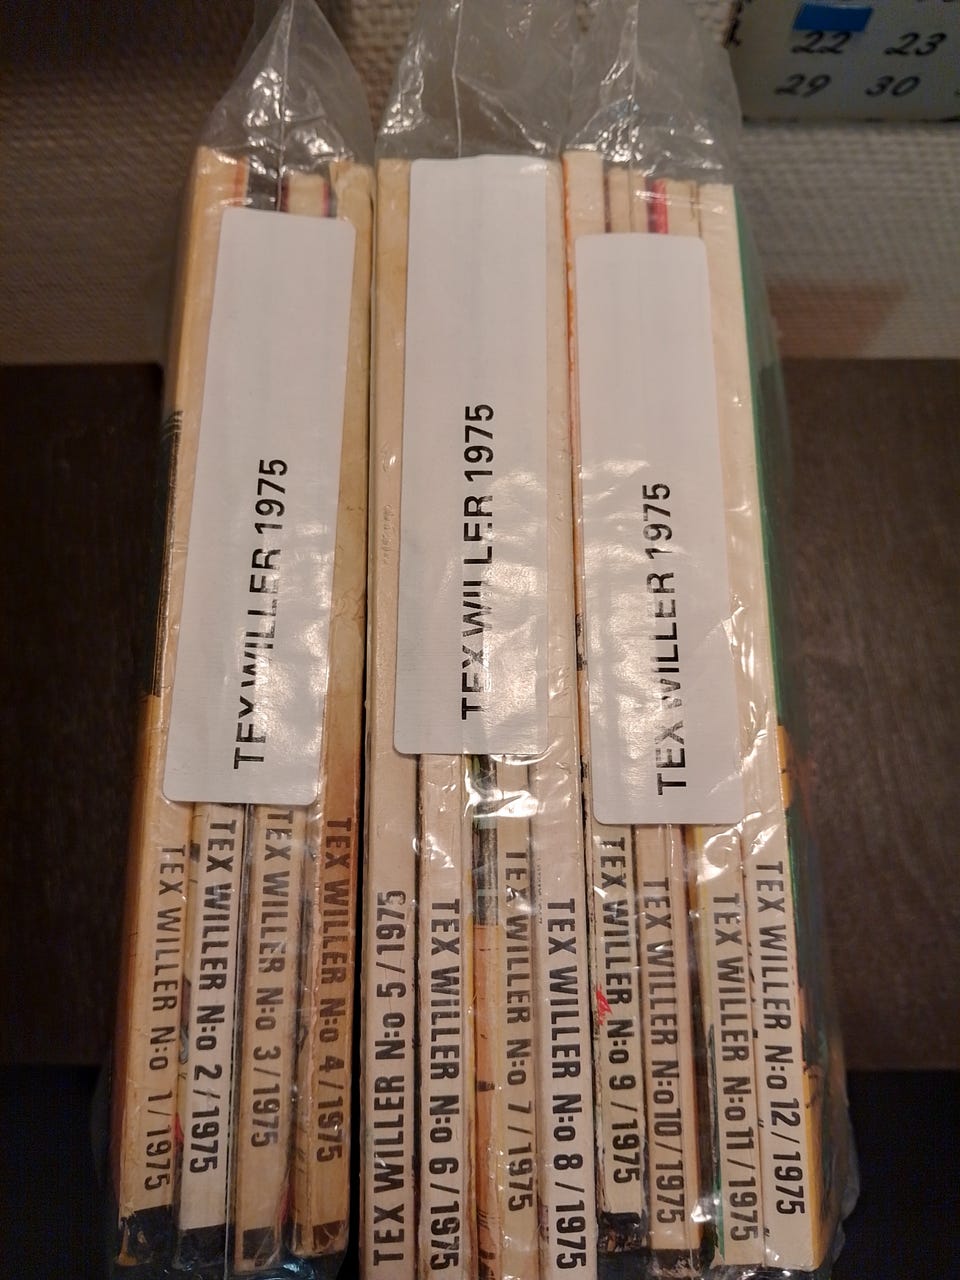 22 23
29 30
TEX WILLER 1975
TEX WILLER 1975
TEX WILLER 1975
TEX WILLER N:o 1/1975
TEX WILLER N:o 2/1975
TEX WILLER N:o 3/1975
TEX WILLER N:o 4/1975
TEX WILLER N:o 5/1975
TEX WILLER N:o 6/1975
TEX WILLER N:o 7/1975
TEX WILLER N:o 8/1975
TEX WILLER N:o 9/1975
TEX WILLER N:o 10/1975
TEX WILLER N:o 11/1975
TEX WILLER N:o 12/1975